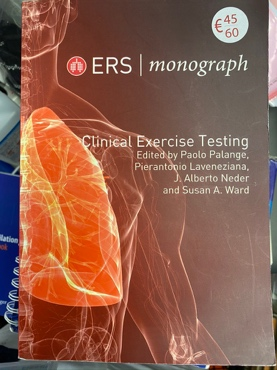 € 45
60
ERS | monograph
Clinical Exercise Testing
Edited by Paolo Palange,
Pierantonio Laveneziana,
J. Alberto Neder
and Susan A. Ward